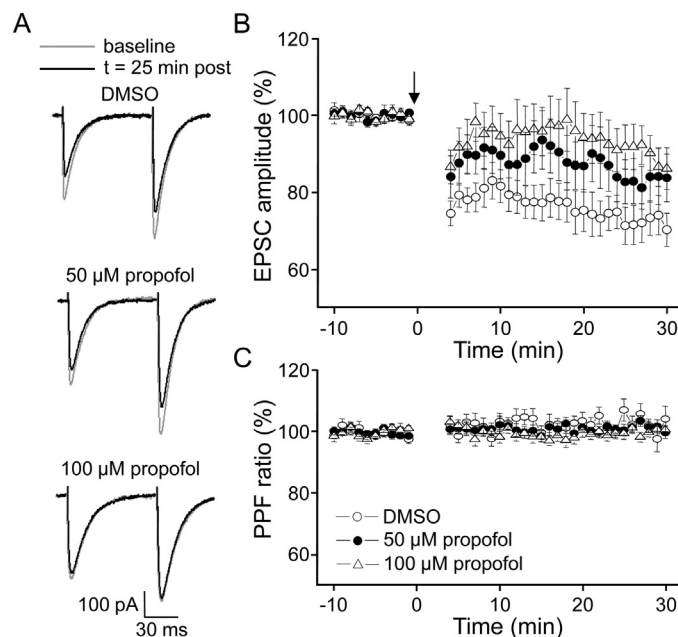 A
baseline
t = 25 min post
DMSO
50 µM propofol
100 µM propofol
100 pA
30 ms
B
EPSC amplitude (%)
120
100
80
60
-10 0 10 20 30
Time (min)
C
PPF ratio (%)
120
100
80
60
DMSO
50 µM propofol
100 µM propofol
-10 0 10 20 30
Time (min)